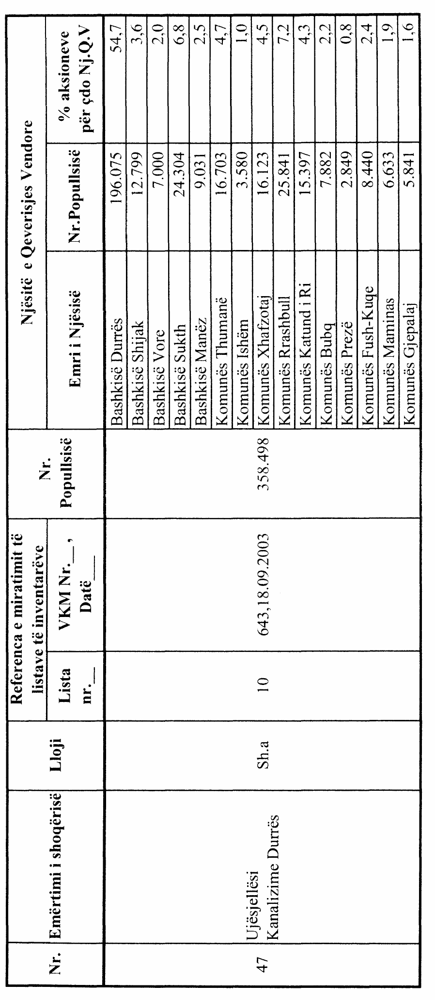 Nr.
Emërtimi i shoqërisë
Lloji
Referenca e miratimit të
listave të inventarëve
Lista
nr.__
VKM Nr.__ ,
Datë___
Nr.
Popullsisë
Njësitë e Qeverisjes Vendore
Emri i Njësisë
Nr.Popullsisë
% aksioneve
për çdo Nj.Q.V
47
Ujësjellësi
Kanalizime Durrës
Sh.a
10
643,18.09.2003
358.498
Bashkisë Durrës 196.075 54,7
Bashkisë Shijak 12.799 3,6
Bashkisë Vore 7.000 2,0
Bashkisë Sukth 24.304 6,8
Bashkisë Manëz 9.031 2,5
Komunës Thumanë 16.703 4,7
Komunës Ishëm 3.580 1,0
Komunës Xhafzotaj 16.123 4,5
Komunës Rrashbull 25.841 7,2
Komunës Katund i Ri 15.397 4,3
Komunës Bubq 7.882 2,2
Komunës Prezë 2.849 0,8
Komunës Fush-Kuqe 8.440 2,4
Komunës Maminas 6.633 1,9
Komunës Gjepalaj 5.841 1,6